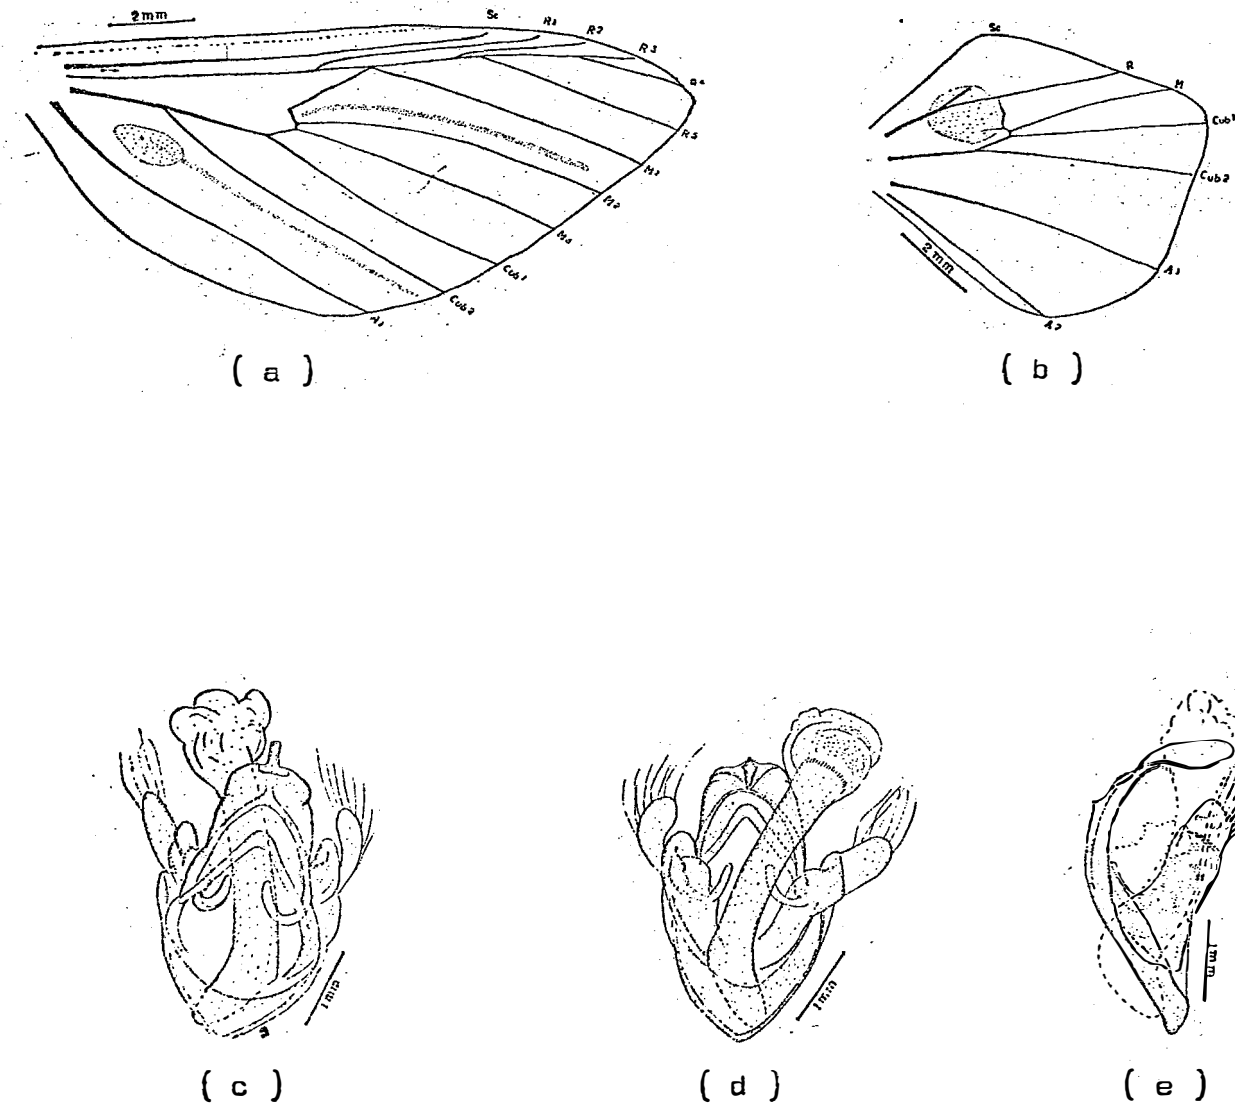 2mm
Sc
R1
R2
R3
R4
R5
M1
M2
M3
Cub1
Cub2
A1
( a )
Sc
R
M
Cub1
Cub2
A1
A2
2mm
( b )
1mm
( c )
1mm
( d )
1mm
( e )